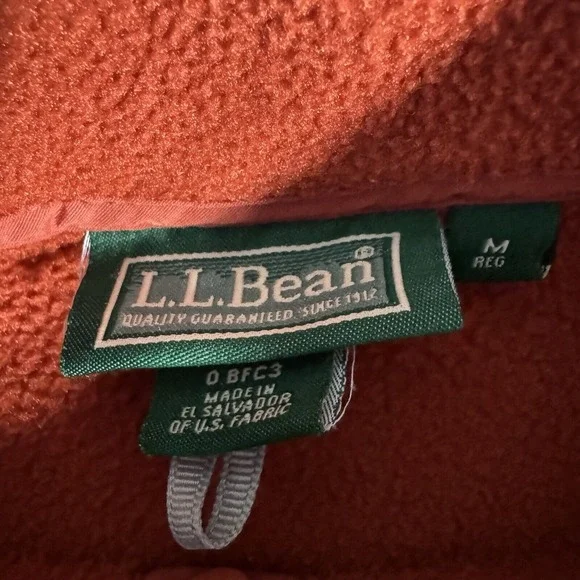 L.L.Bean®
QUALITY GUARANTEED SINCE 1912
M
REG
0 BFC3
MADE IN
EL SALVADOR
OF U.S. FABRIC